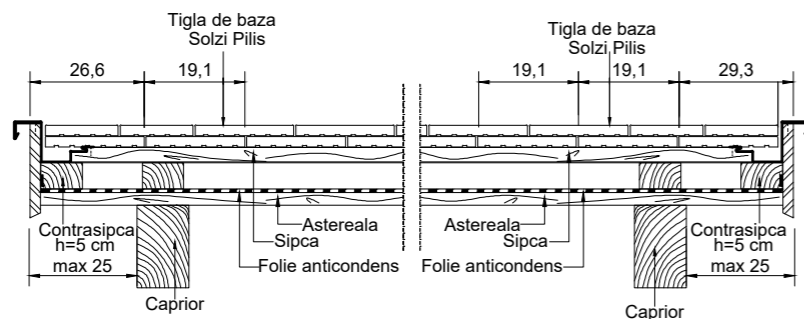 Tigla de baza
Solzi Pilis
26,6
19,1
Contrasipca
h=5 cm
max 25
Astereala
Sipca
Folie anticondens
Caprior
Tigla de baza
Solzi Pilis
19,1
19,1
29,3
Astereala
Sipca
Folie anticondens
Contrasipca
h=5 cm
max 25
Caprior